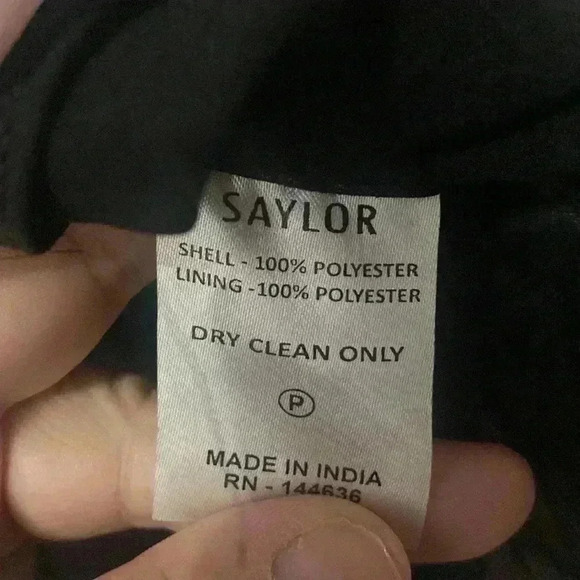 SAYLOR
SHELL - 100% POLYESTER
LINING -100% POLYESTER
DRY CLEAN ONLY
P
MADE IN INDIA
RN - 144636